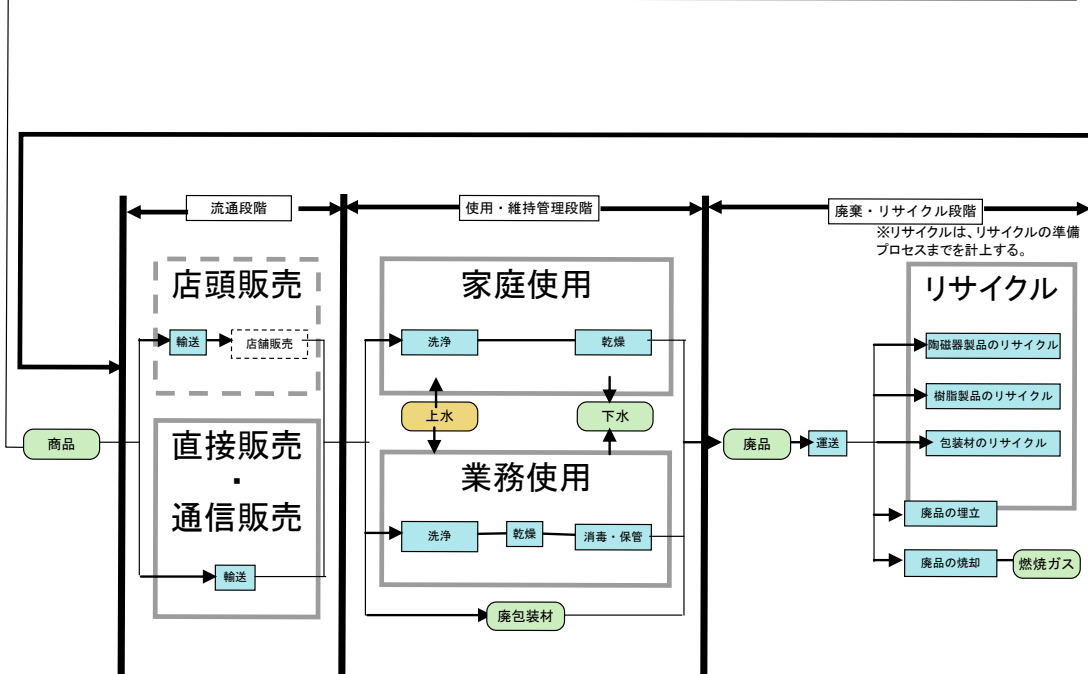 流通段階
使用・維持管理段階
廃棄・リサイクル段階
※リサイクルは、リサイクルの準備
プロセスまでを計上する。
店頭販売
輸送
店舗販売
直接販売
・
通信販売
輸送
商品
家庭使用
洗浄
乾燥
上水
下水
業務使用
洗浄
乾燥
消毒・保管
廃包装材
廃品
運送
リサイクル
陶磁器製品のリサイクル
樹脂製品のリサイクル
包装材のリサイクル
廃品の埋立
廃品の焼却
燃焼ガス